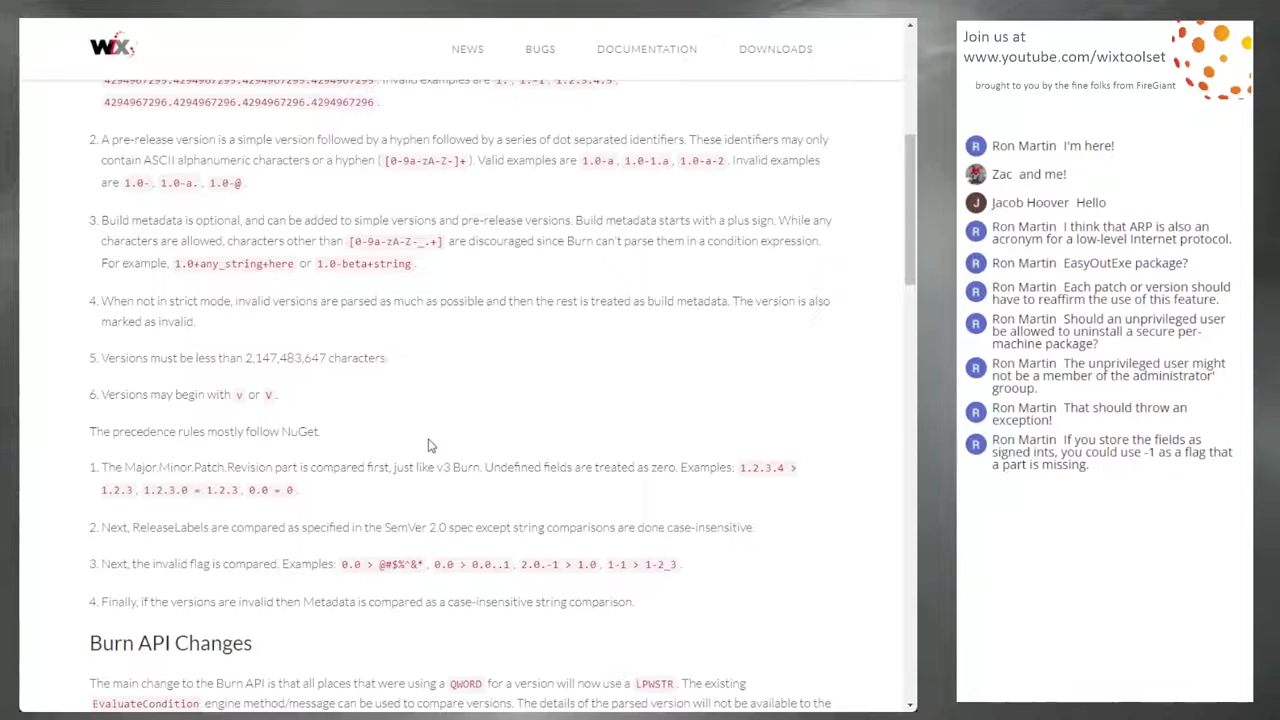 WiX
NEWS
BUGS
DOCUMENTATION
DOWNLOADS
4294967295.4294967295.4294967295.4294967295. Invalid examples are 1., 1.-1, 1.2.3.4.5,
4294967296.4294967296.4294967296.4294967296.
2. A pre-release version is a simple version followed by a hyphen followed by a series of dot separated identifiers. These identifiers may only
contain ASCII alphanumeric characters or a hyphen ( [0-9a-zA-Z-]+ ). Valid examples are 1.0-a, 1.0-1.a, 1.0-a-2. Invalid examples
are 1.0-, 1.0-a., 1.0-@.
3. Build metadata is optional, and can be added to simple versions and pre-release versions. Build metadata starts with a plus sign. While any
characters are allowed, characters other than [0-9a-zA-Z-_.+] are discouraged since Burn can't parse them in a condition expression.
For example, 1.0+any_string+here or 1.0-beta+string.
4. When not in strict mode, invalid versions are parsed as much as possible and then the rest is treated as build metadata. The version is also
marked as invalid.
5. Versions must be less than 2,147,483,647 characters.
6. Versions may begin with v or V.
The precedence rules mostly follow NuGet.
1. The Major.Minor.Patch.Revision part is compared first, just like v3 Burn. Undefined fields are treated as zero. Examples: 1.2.3.4 >
1.2.3, 1.2.3.0 = 1.2.3, 0.0 = 0.
2. Next, ReleaseLabels are compared as specified in the SemVer 2.0 spec except string comparisons are done case-insensitive.
3. Next, the invalid flag is compared. Examples: 0.0 > @#$%^&*, 0.0 > 0.0..1, 2.0.-1 > 1.0, 1-1 > 1-2_3.
4. Finally, if the versions are invalid then Metadata is compared as a case-insensitive string comparison.
Burn API Changes
The main change to the Burn API is that all places that were using a QWORD for a version will now use a LPWSTR. The existing
EvaluateCondition engine method/message can be used to compare versions. The details of the parsed version will not be available to the
Join us at
www.youtube.com/wixtoolset
brought to you by the fine folks from FireGiant
R Ron Martin I'm here!
Zac and me!
J Jacob Hoover Hello
R Ron Martin I think that ARP is also an
acronym for a low-level Internet protocol.
R Ron Martin EasyOutExe package?
R Ron Martin Each patch or version should
have to reaffirm the use of this feature.
R Ron Martin Should an unprivileged user
be allowed to uninstall a secure per-
machine package?
R Ron Martin The unprivileged user might
not be a member of the administrator'
grooup.
R Ron Martin That should throw an
exception!
R Ron Martin If you store the fields as
signed ints, you could use -1 as a flag that
a part is missing.